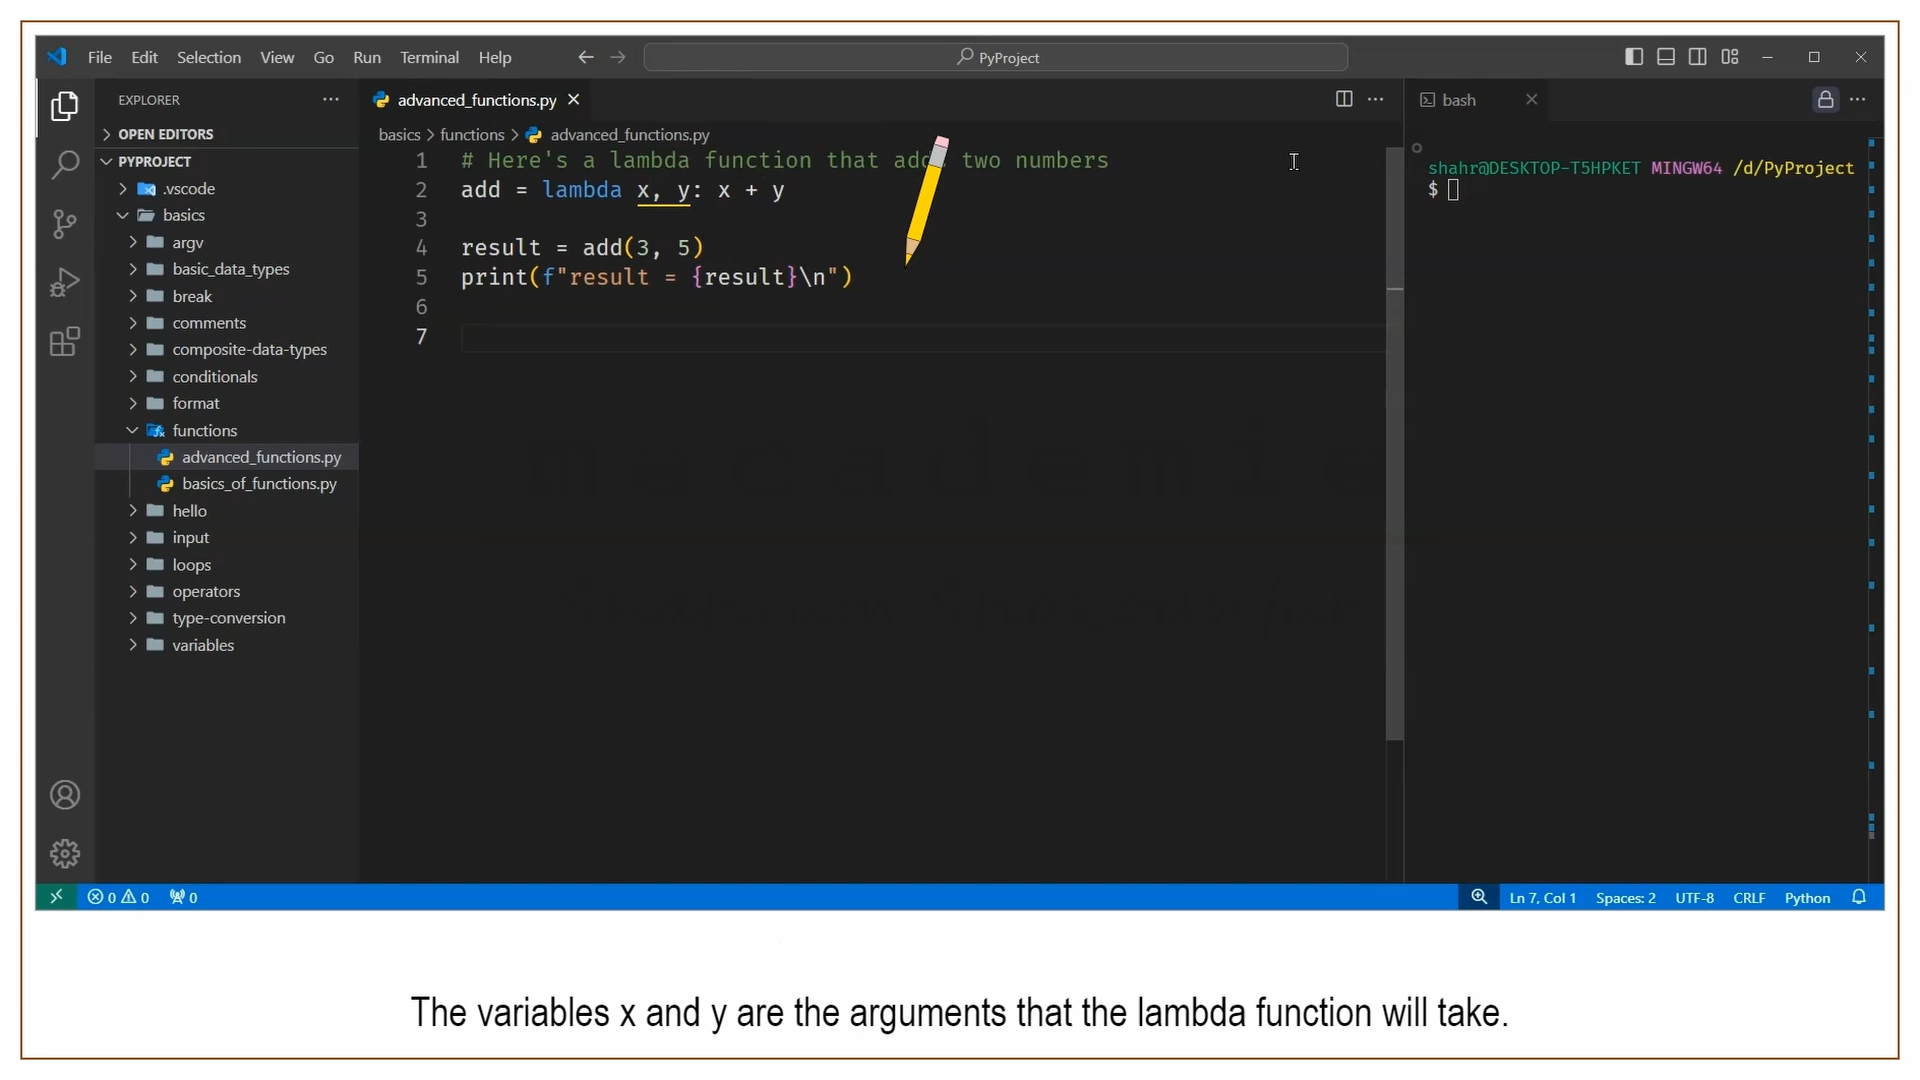 File Edit Selection View Go Run Terminal Help
PyProject
EXPLORER
OPEN EDITORS
PYPROJECT
.vscode
basics
argv
basic_data_types
break
comments
composite-data-types
conditionals
format
functions
advanced_functions.py
basics_of_functions.py
hello
input
loops
operators
type-conversion
variables
advanced_functions.py
basics > functions > advanced_functions.py
1 # Here's a lambda function that add two numbers
2 add = lambda x, y: x + y
3
4 result = add(3, 5)
5 print(f"result = {result}\n")
6
7
bash
shahr@DESKTOP-T5HPKET MINGW64 /d/PyProject
$
0 0 0
Ln 7, Col 1 Spaces: 2 UTF-8 CRLF Python
The variables x and y are the arguments that the lambda function will take.